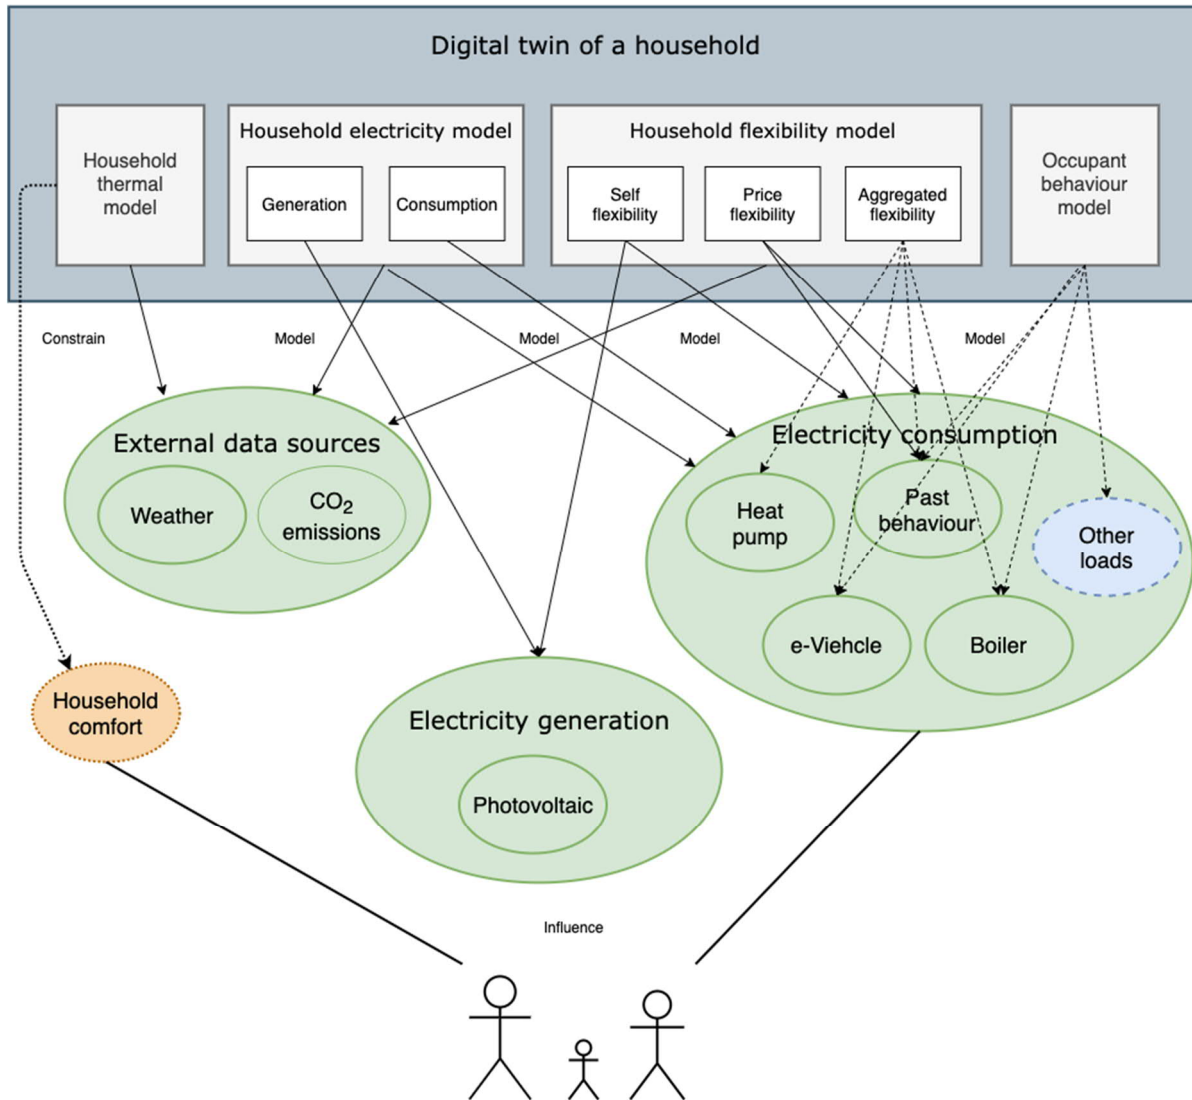 Digital twin of a household
Household
thermal
model
Household electricity model
Generation
Consumption
Household flexibility model
Self
flexibility
Price
flexibility
Aggregated
flexibility
Occupant
behaviour
model
Constrain
Model
Model
Model
Model
External data sources
Weather
CO₂
emissions
Electricity consumption
Heat
pump
Past
behaviour
Other
loads
e-Viehcle
Boiler
Household
comfort
Electricity generation
Photovoltaic
Influence